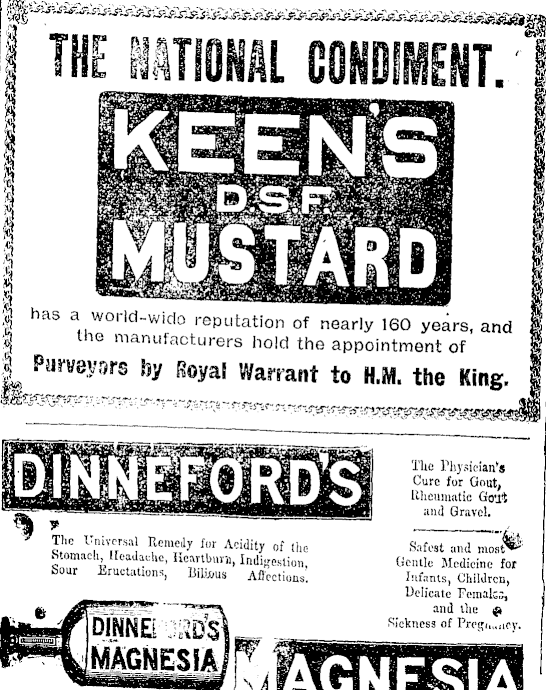 THE NATIONAL CONDIMENT.
KEEN'S
D.S.F.
MUSTARD
has a world-wide reputation of nearly 160 years, and
the manufacturers hold the appointment of
Purveyors by Royal Warrant to H.M. the King.
DINNEFORD'S
The Universal Remedy for Acidity of the
Stomach, Headache, Heartburn, Indigestion,
Sour Eructations, Bilious Affections.
The Physician's
Cure for Gout,
Rheumatic Gout
and Gravel.
Safest and most
Gentle Medicine for
Infants, Children,
Delicate Females,
and the
Sickness of Pregnancy.
DINNEFORD'S
MAGNESIA
MAGNESIA